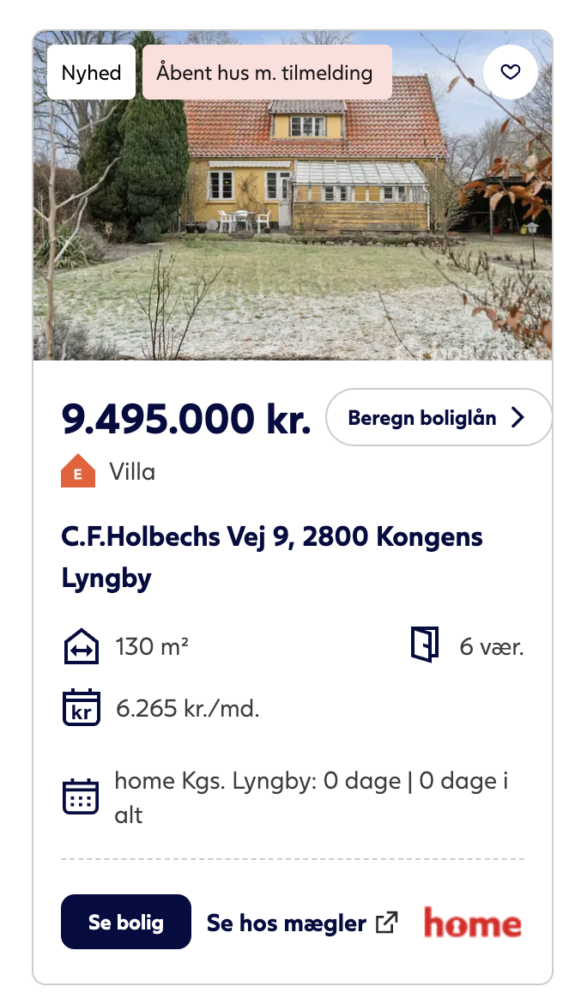 Nyhed
Åbent hus m. tilmelding
9.495.000 kr.
Beregn boliglån
E
Villa
C.F.Holbechs Vej 9, 2800 Kongens
Lyngby
130 m²
6 vær.
kr
6.265 kr./md.
home Kgs. Lyngby: 0 dage | 0 dage i
alt
Se bolig
Se hos mægler
home